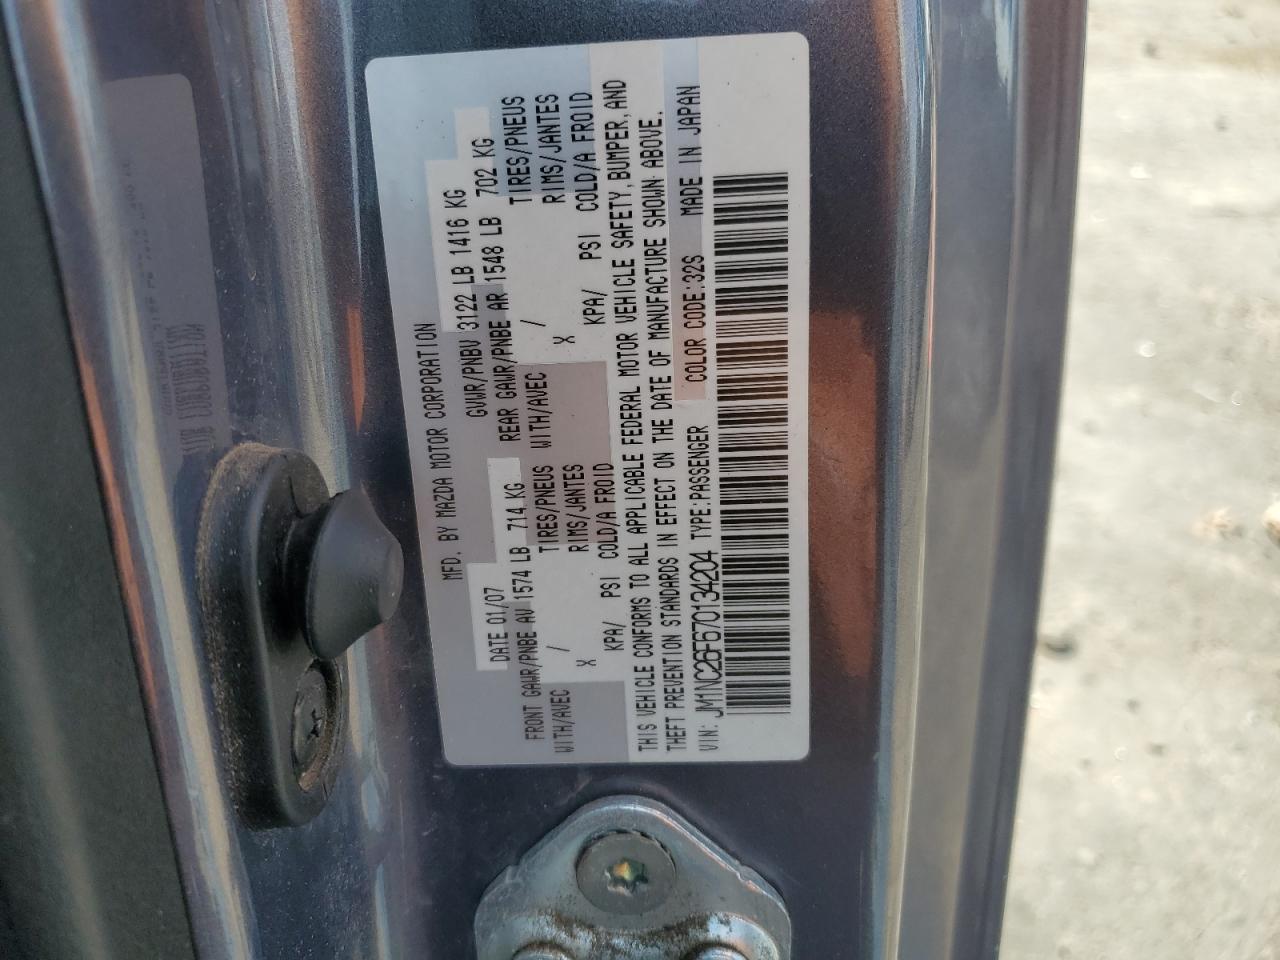 MFD. BY MAZDA MOTOR CORPORATION
DATE 01/07 GVWR/PNBV 3122 LB 1416 KG
FRONT GAWR/PNBE AV 1574 LB 714 KG REAR GAWR/PNBE AR 1548 LB 702 KG
WITH/AVEC / TIRES/PNEUS WITH/AVEC / TIRES/PNEUS
X RIMS/JANTES X RIMS/JANTES
KPA/ PSI COLD/A FROID KPA/ PSI COLD/A FROID
THIS VEHICLE CONFORMS TO ALL APPLICABLE FEDERAL MOTOR VEHICLE SAFETY, BUMPER, AND
THEFT PREVENTION STANDARDS IN EFFECT ON THE DATE OF MANUFACTURE SHOWN ABOVE.
VIN: JM1NC26F670134204 TYPE:PASSENGER COLOR CODE:32S MADE IN JAPAN